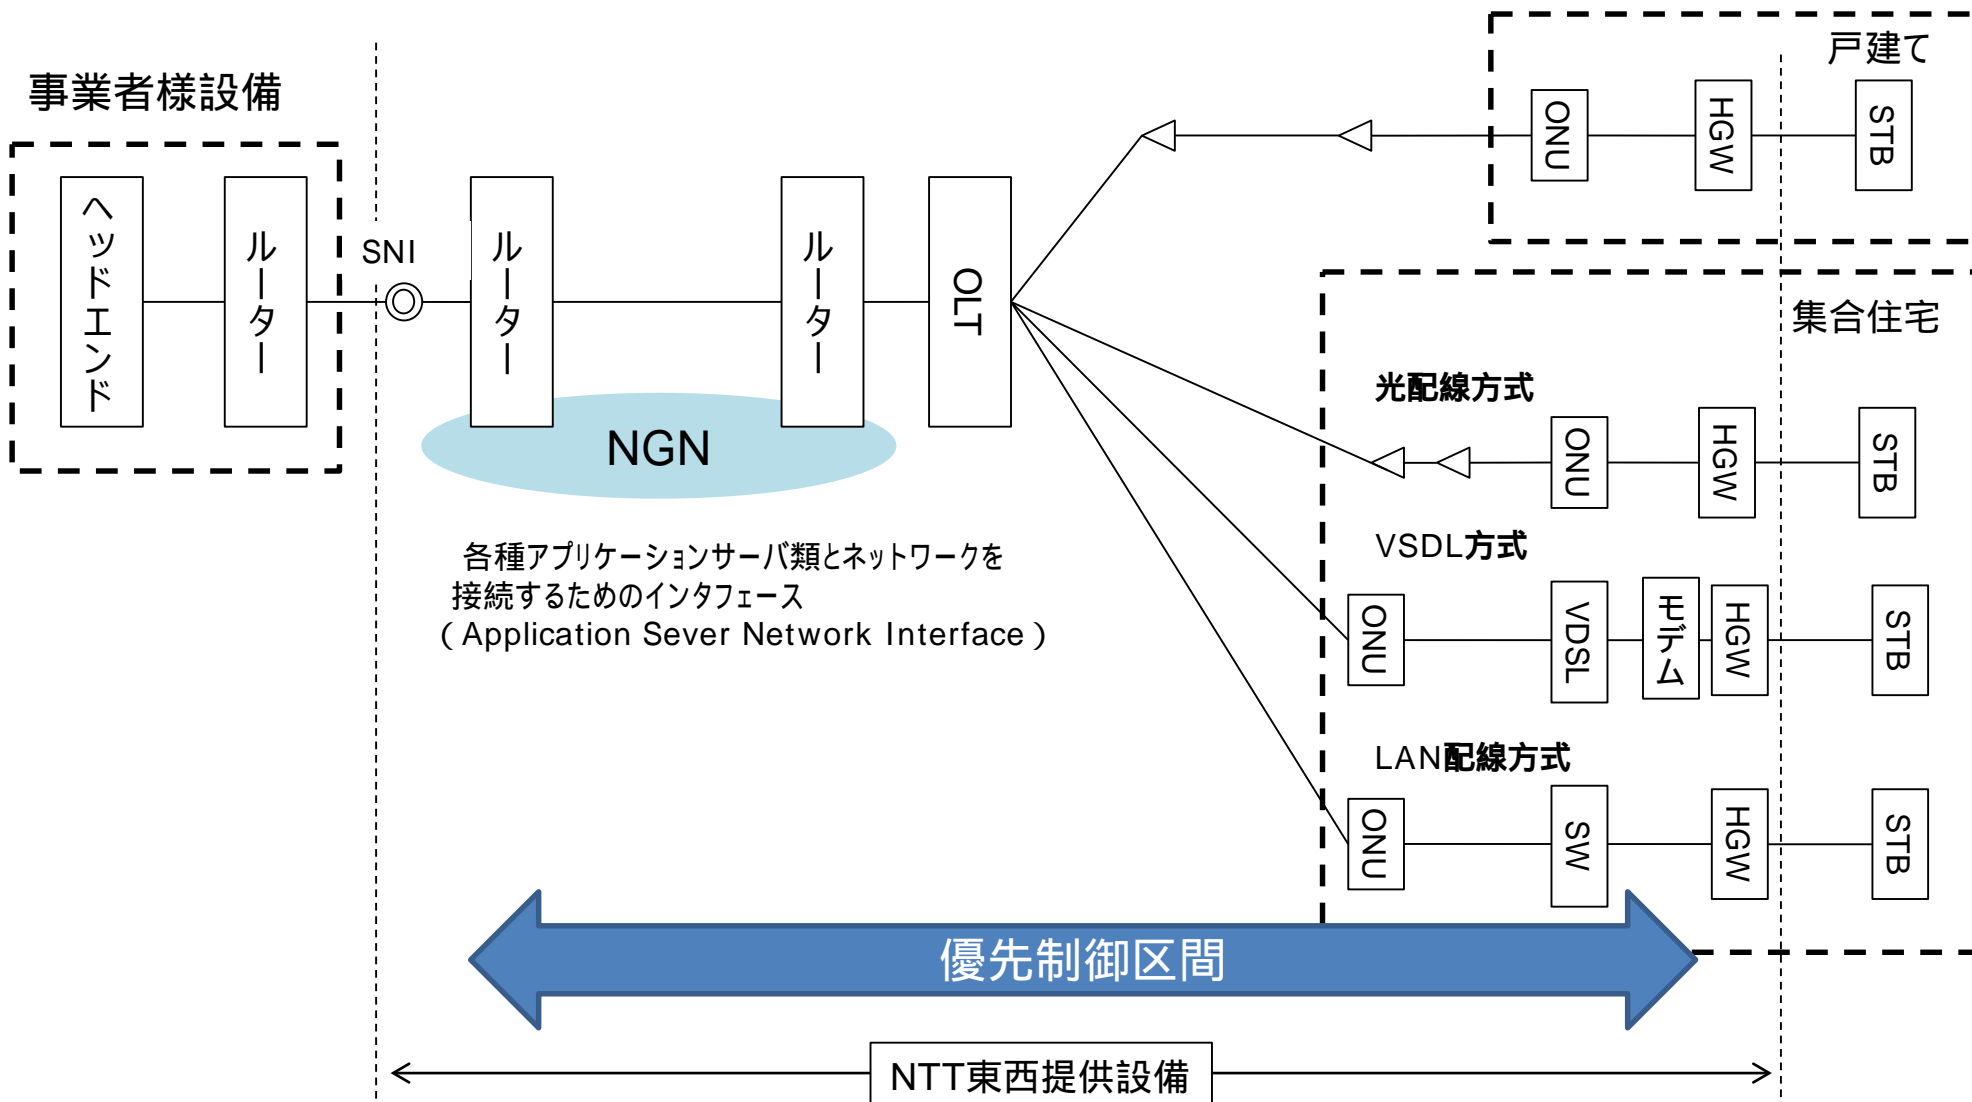 戸建て
事業者様設備
ONU
HGW
STB
ヘッドエンド
ルーター
SNI
ルーター
ルーター
OLT
NGN
集合住宅
光配線方式
ONU
HGW
STB
各種アプリケーションサーバ類とネットワークを
接続するためのインタフェース
(Application Sever Network Interface)
VSDL方式
ONU
VDSL
モデム
HGW
STB
LAN配線方式
ONU
SW
HGW
STB
優先制御区間
NTT東西提供設備